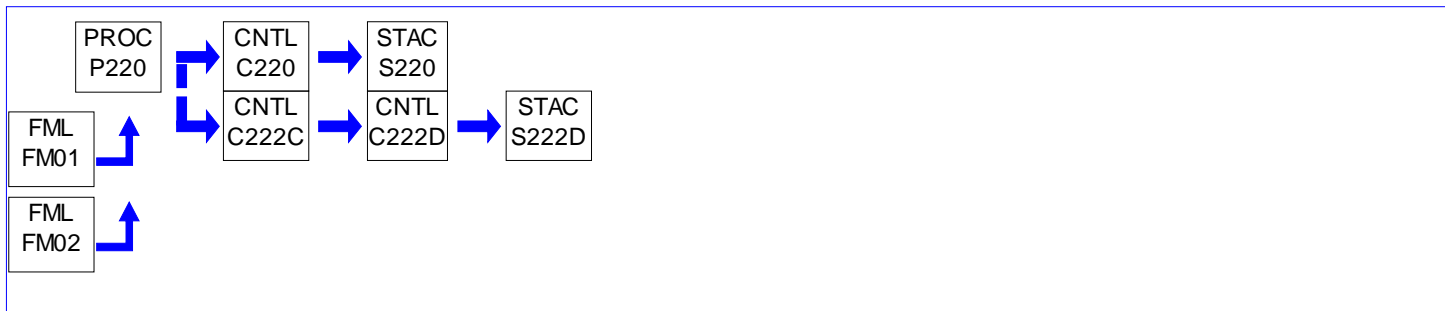 PROC
P220
CNTL
C220
STAC
S220
CNTL
C222C
CNTL
C222D
STAC
S222D
FML
FM01
FML
FM02